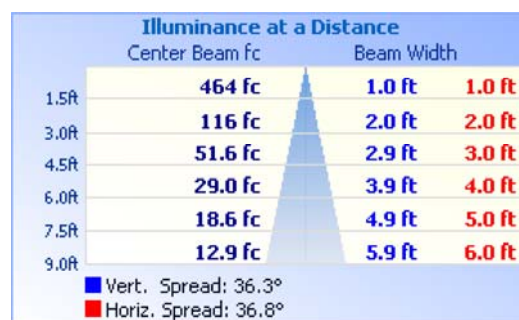 Illuminance at a Distance
Center Beam fc Beam Width
464 fc 1.0 ft 1.0 ft
1.5ft
116 fc 2.0 ft 2.0 ft
3.0ft
51.6 fc 2.9 ft 3.0 ft
4.5ft
29.0 fc 3.9 ft 4.0 ft
6.0ft
18.6 fc 4.9 ft 5.0 ft
7.5ft
12.9 fc 5.9 ft 6.0 ft
9.0ft
Vert. Spread: 36.3°
Horiz. Spread: 36.8°